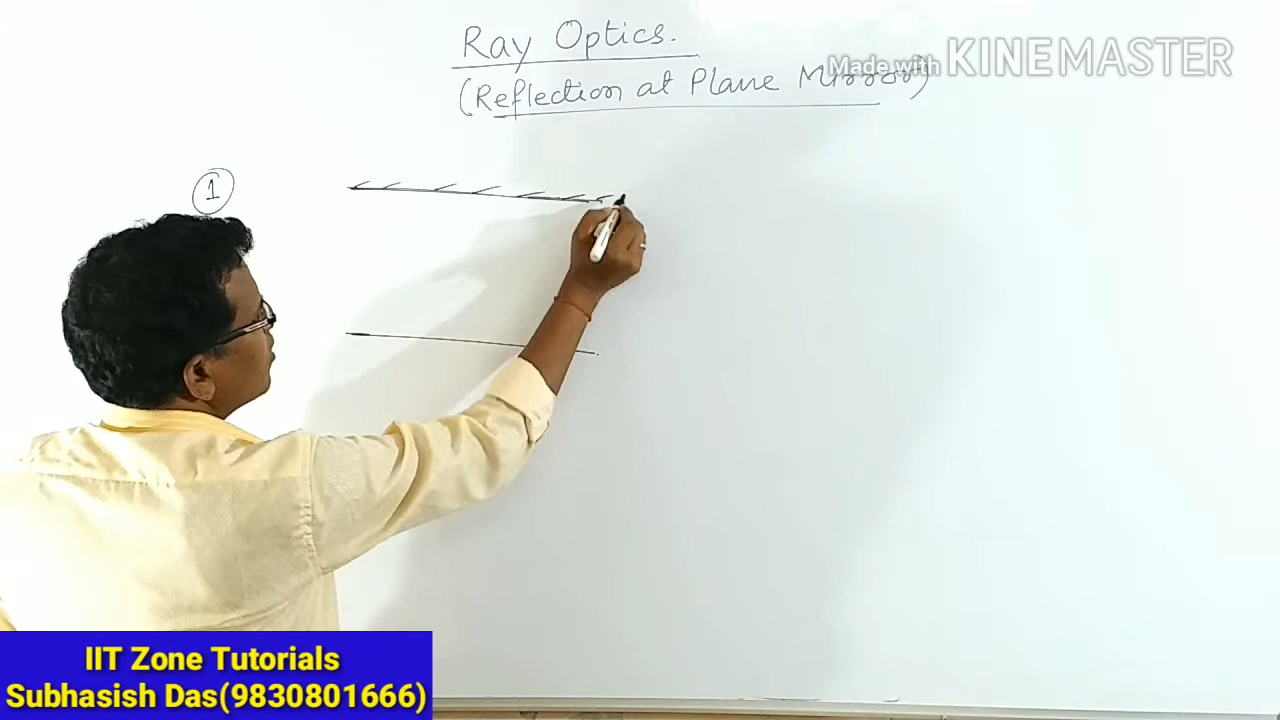 Ray Optics.
Made with KINEMASTER
(Reflection at Plane Mirror)
1
IIT Zone Tutorials
Subhasish Das(9830801666)